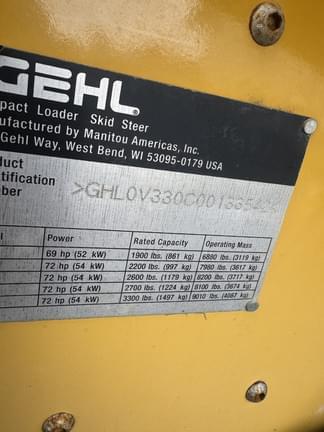 GEHL
pact Loader Skid Steer
ufactured by Manitou Americas, Inc.
Gehl Way, West Bend, WI 53095-0179 USA
duct
tification
ber
Power Rated Capacity Operating Mass
69 hp (52 kW) 1900 lbs. (861 kg) 6880 lbs. (3119 kg)
72 hp (54 kW) 2200 lbs. (997 kg) 7980 lbs. (3617 kg)
72 hp (54 kW) 2600 lbs. (1179 kg) 8200 lbs. (3717 kg)
72 hp (54 kW) 2700 lbs. (1224 kg) 8100 lbs. (3674 kg)
72 hp (54 kW) 3300 lbs. (1497 kg) 9010 lbs. (4087 kg)